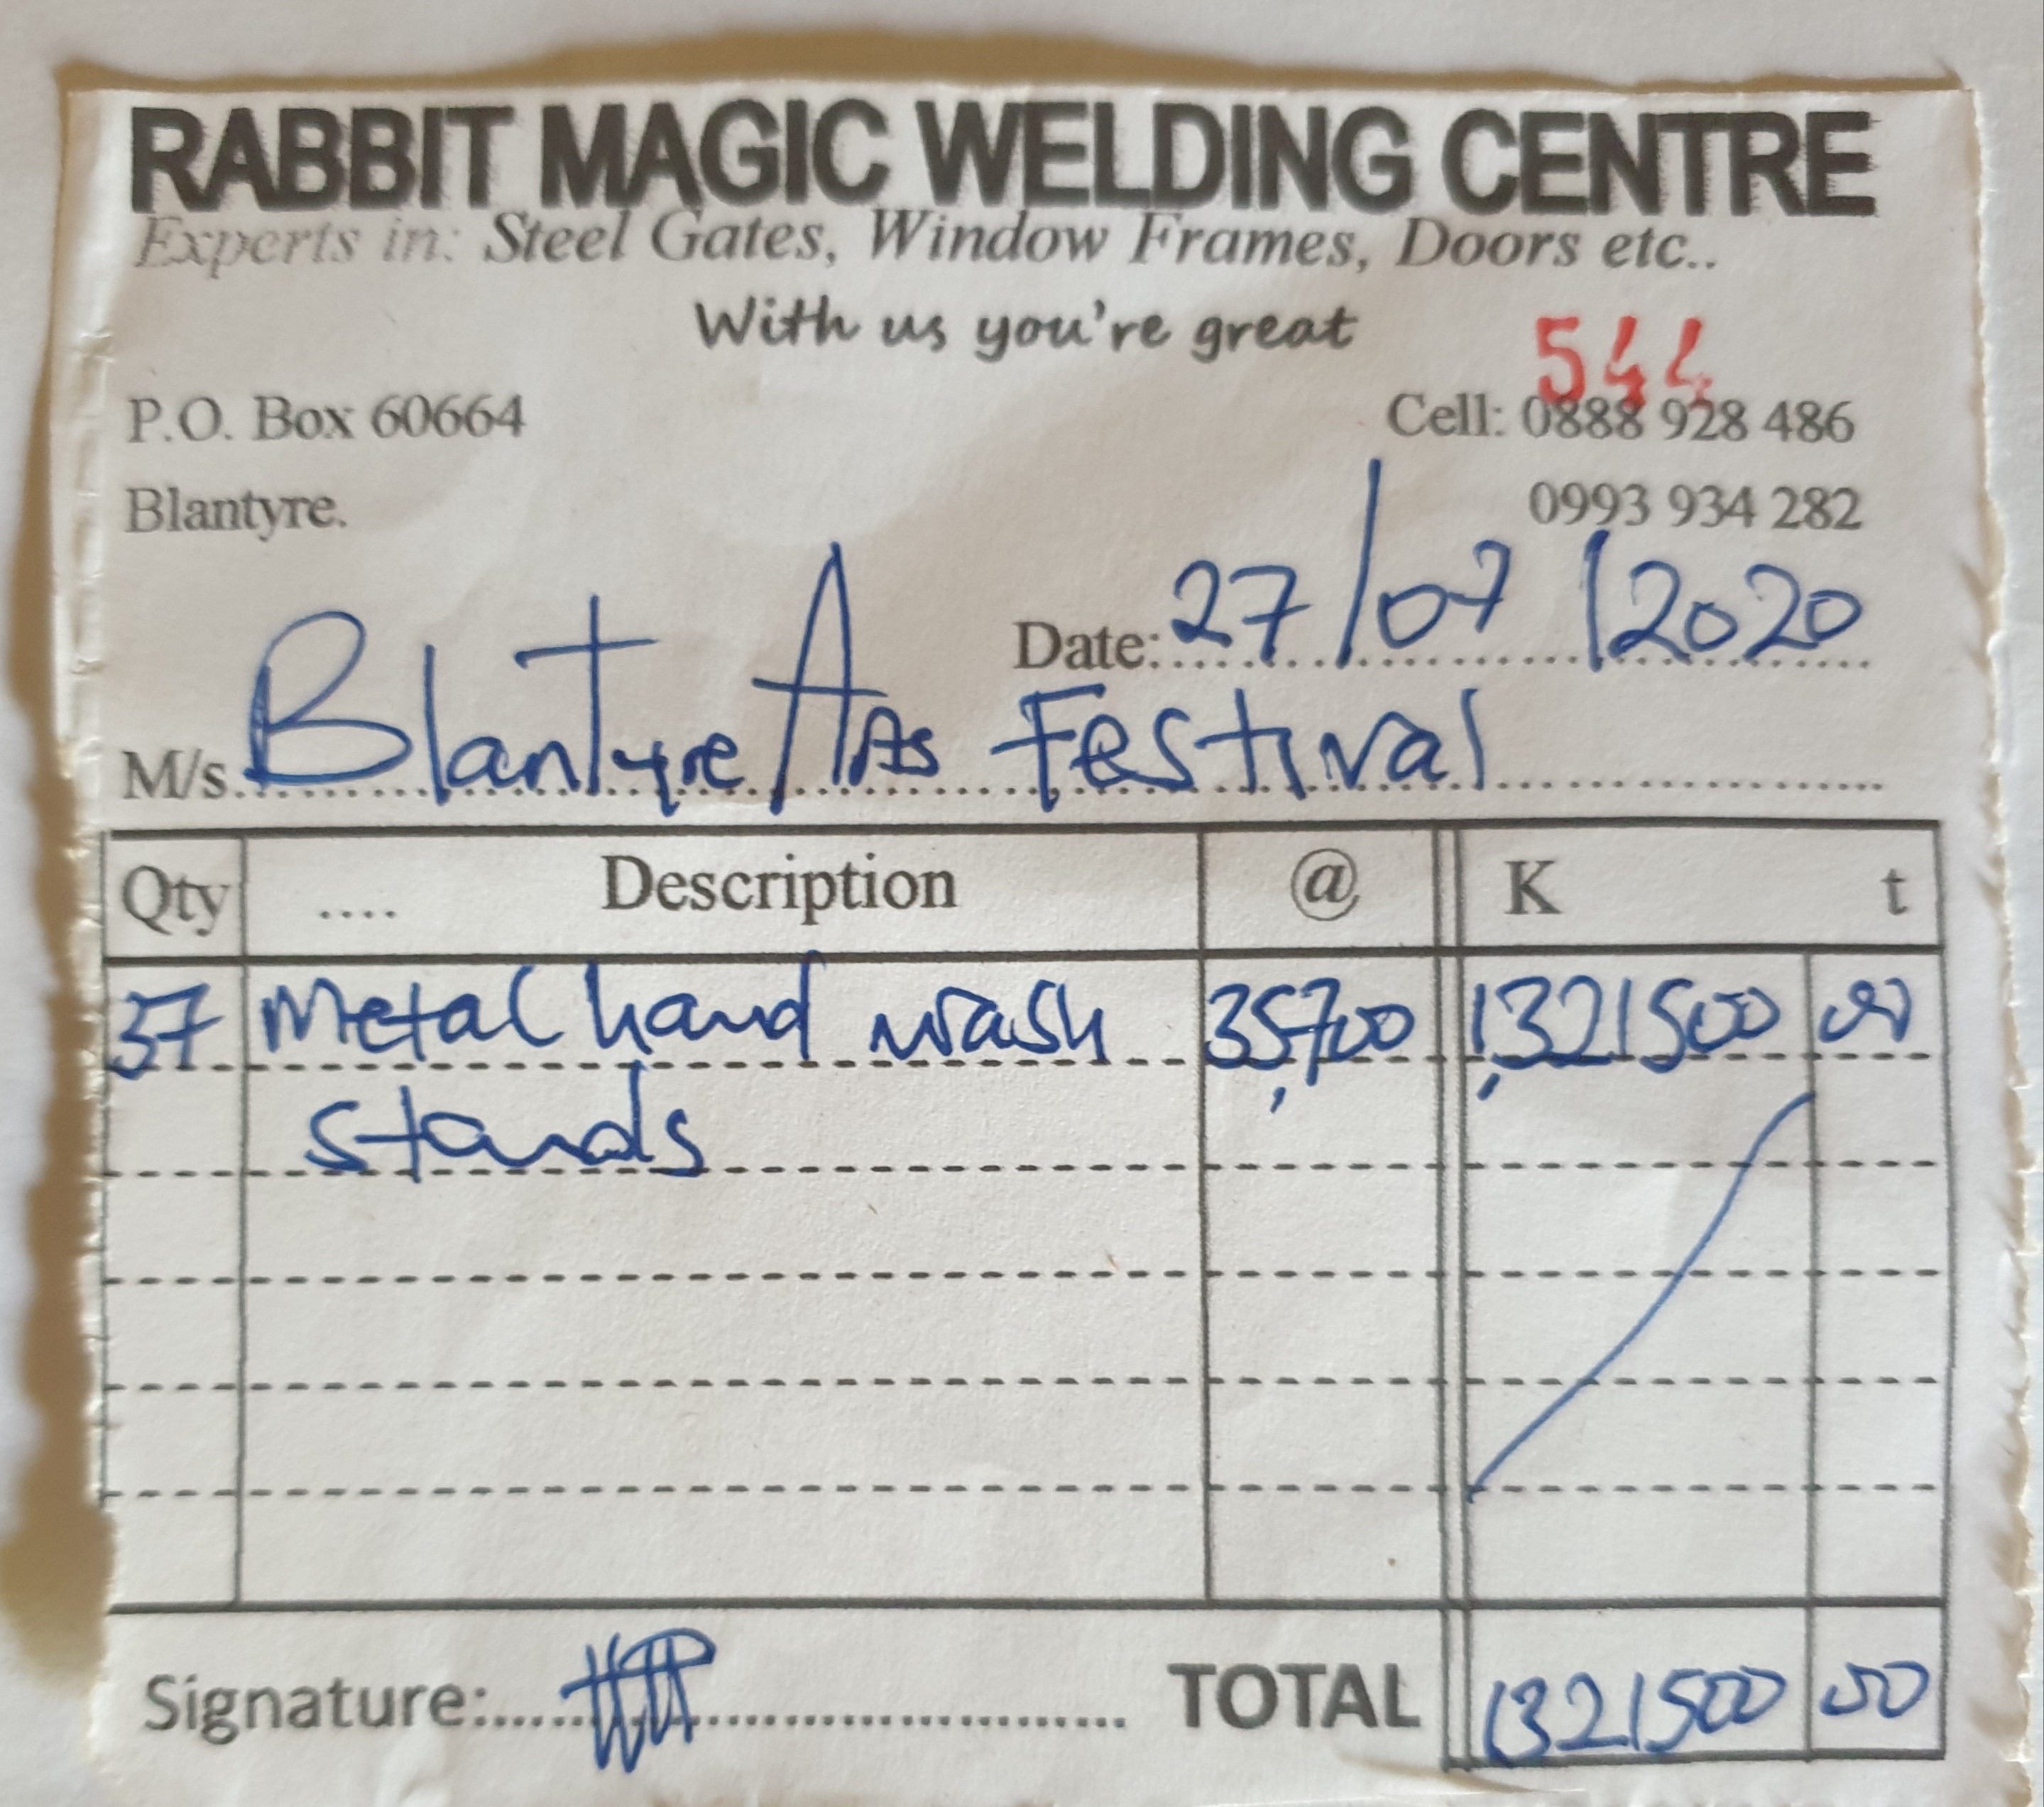 RABBIT MAGIC WELDING CENTRE
Experts in: Steel Gates, Window Frames, Doors etc..
With us you're great
544
P.O. Box 60664 Cell: 0888 928 486
Blantyre. 0993 934 282
Date: 27/07/2020
M/s. Blantyre Arts Festival
Qty .... Description @ K t
37 Metal hand wash 35,700 1,321500 00
stands
Signature: TOTAL 1321500 00